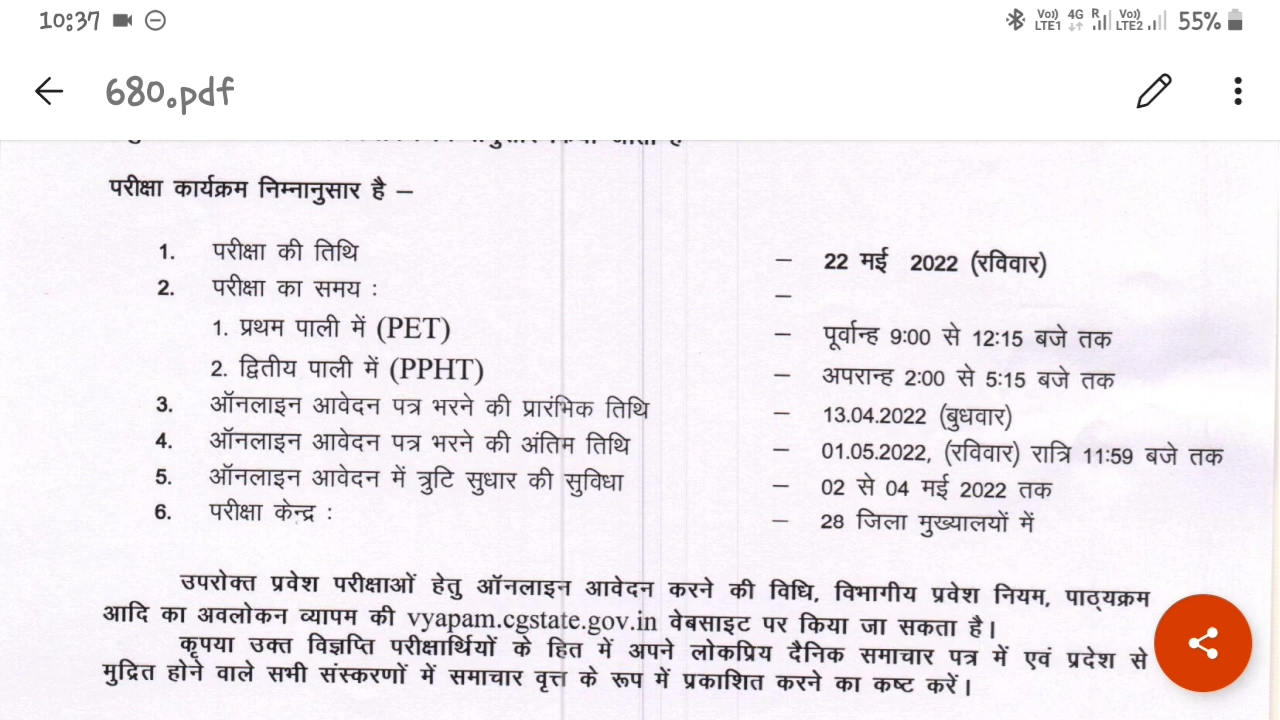 10:37 Vo)) LTE1 4G R Vo)) LTE2 55%
680.pdf
परीक्षा कार्यक्रम निम्नानुसार है –
1. परीक्षा की तिथि – 22 मई 2022 (रविवार)
2. परीक्षा का समय : –
1. प्रथम पाली में (PET) – पूर्वान्ह 9:00 से 12:15 बजे तक
2. द्वितीय पाली में (PPHT) – अपरान्ह 2:00 से 5:15 बजे तक
3. ऑनलाइन आवेदन पत्र भरने की प्रारंभिक तिथि – 13.04.2022 (बुधवार)
4. ऑनलाइन आवेदन पत्र भरने की अंतिम तिथि – 01.05.2022, (रविवार) रात्रि 11:59 बजे तक
5. ऑनलाइन आवेदन में त्रुटि सुधार की सुविधा – 02 से 04 मई 2022 तक
6. परीक्षा केन्द्र : – 28 जिला मुख्यालयों में
उपरोक्त प्रवेश परीक्षाओं हेतु ऑनलाइन आवेदन करने की विधि, विभागीय प्रवेश नियम, पाठ्यक्रम
आदि का अवलोकन व्यापम की vyapam.cgstate.gov.in वेबसाइट पर किया जा सकता है।
कृपया उक्त विज्ञप्ति परीक्षार्थियों के हित में अपने लोकप्रिय दैनिक समाचार पत्र में एवं प्रदेश से
मुद्रित होने वाले सभी संस्करणों में समाचार वृत्त के रूप में प्रकाशित करने का कष्ट करें।